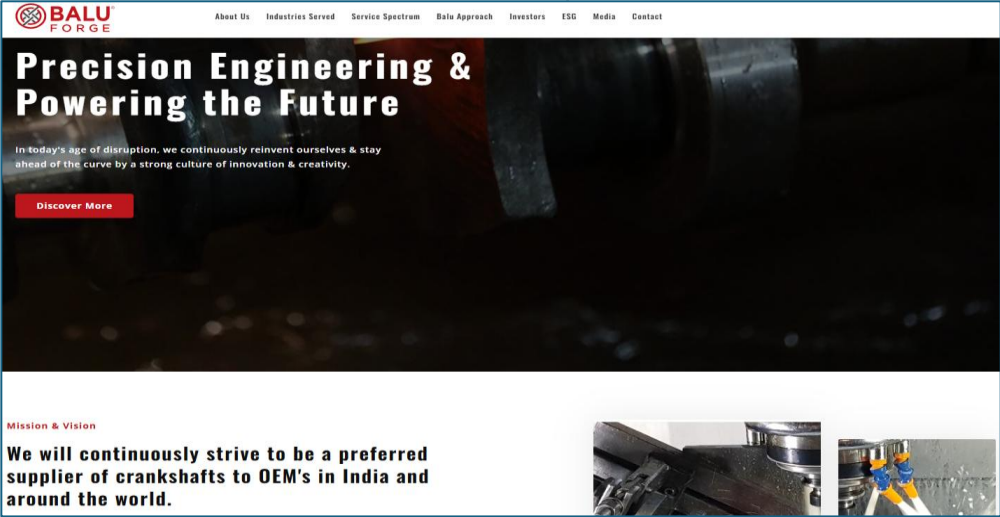 BALU®
FORGE
About Us Industries Served Service Spectrum Balu Approach Investors ESG Media Contact
Precision Engineering &
Powering the Future
In today's age of disruption, we continuously reinvent ourselves & stay
ahead of the curve by a strong culture of innovation & creativity.
Discover More
Mission & Vision
We will continuously strive to be a preferred
supplier of crankshafts to OEM's in India and
around the world.